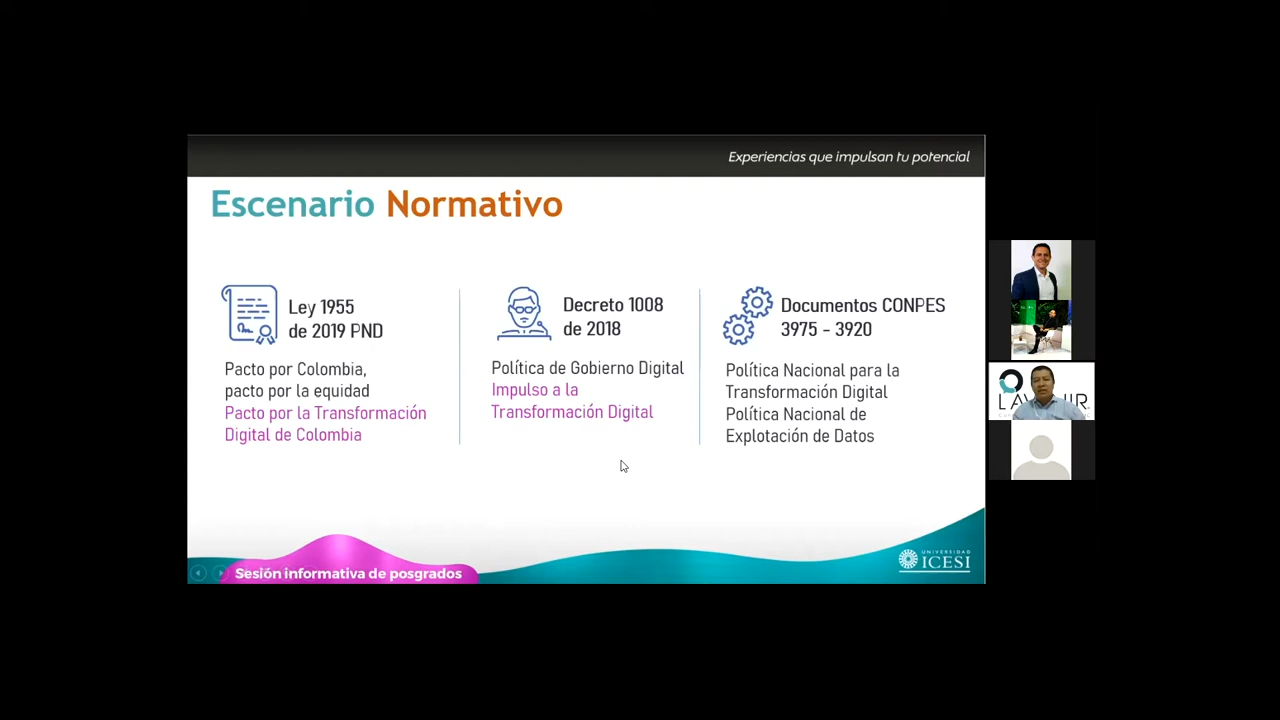 Experiencias que impulsan tu potencial
Escenario Normativo
Ley 1955
de 2019 PND
Pacto por Colombia,
pacto por la equidad
Pacto por la Transformación
Digital de Colombia
Decreto 1008
de 2018
Política de Gobierno Digital
Impulso a la
Transformación Digital
Documentos CONPES
3975 - 3920
Política Nacional para la
Transformación Digital
Política Nacional de
Explotación de Datos
Sesión informativa de posgrados
UNIVERSIDAD
ICESI